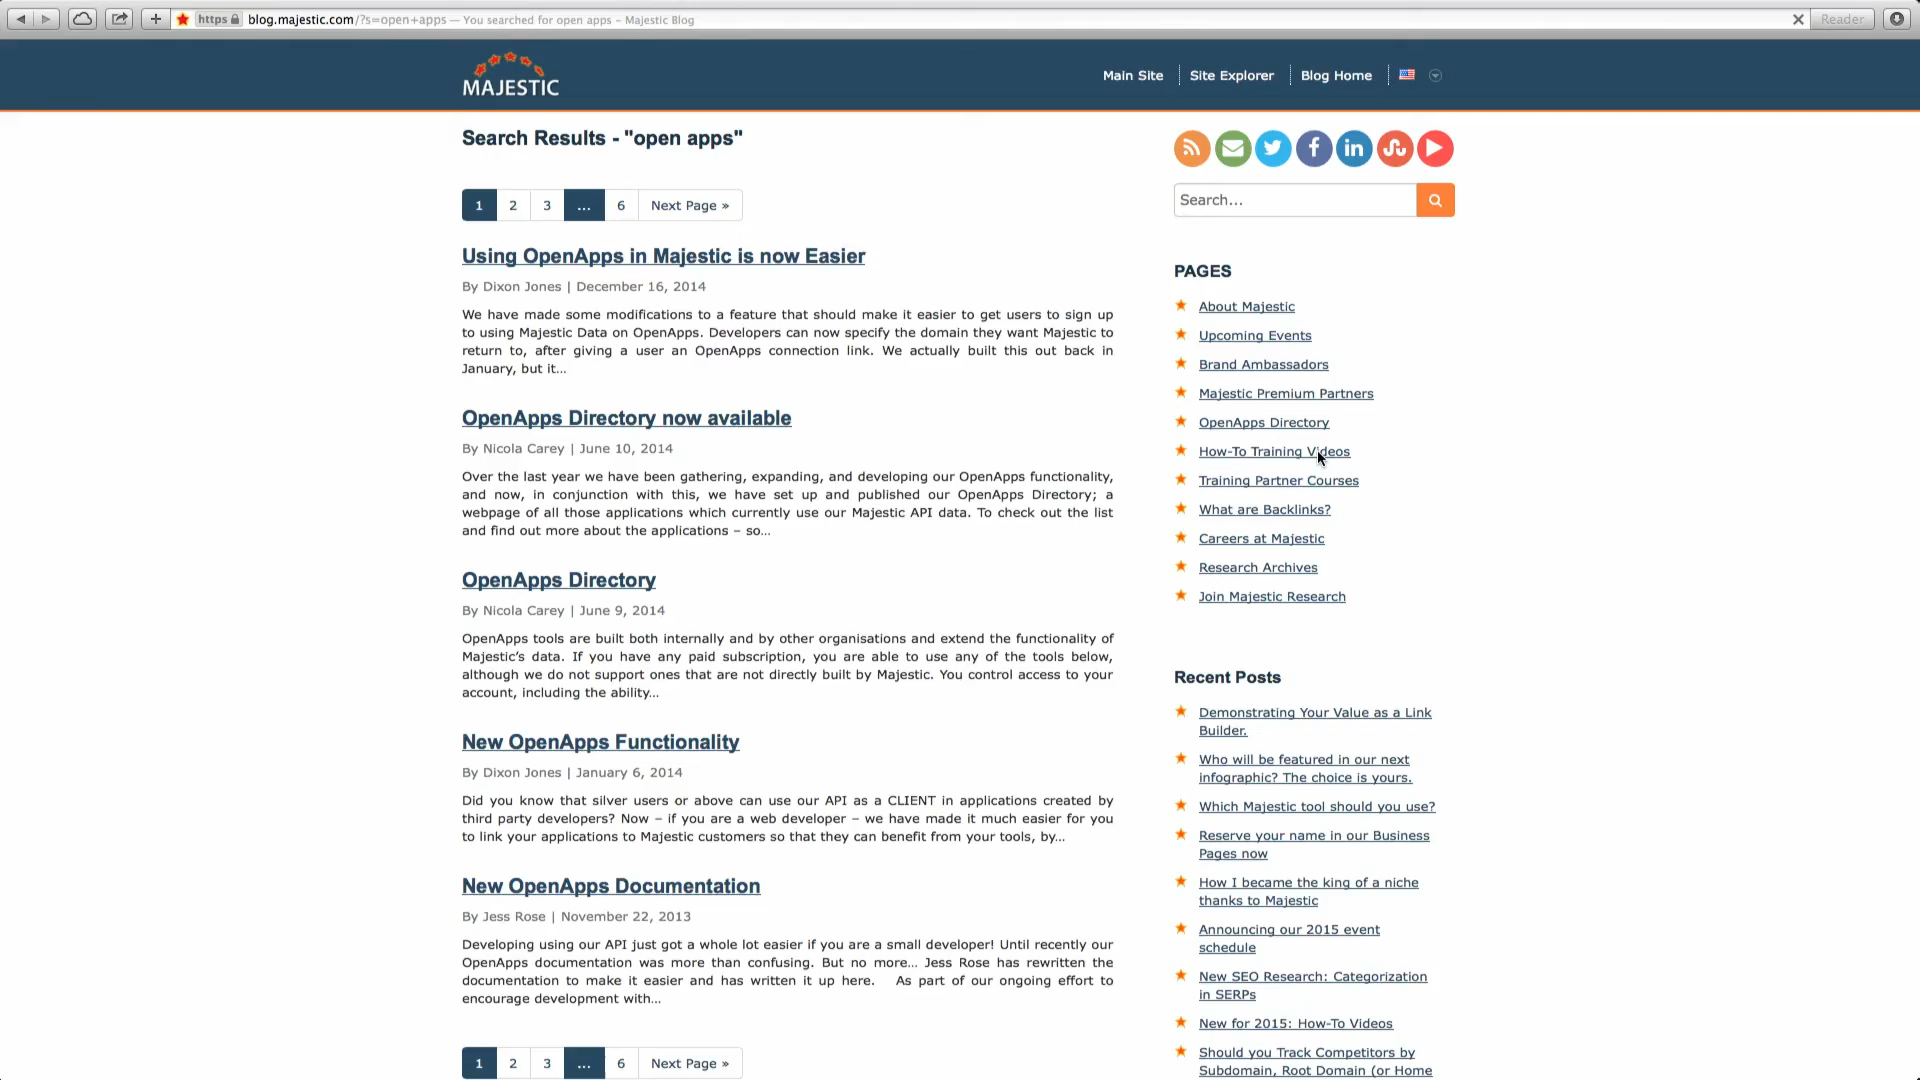 https blog.majestic.com/?s=open+apps — You searched for open apps – Majestic Blog
Reader
MAJESTIC
Main Site
Site Explorer
Blog Home
Search Results - "open apps"
1 2 3 ... 6 Next Page »
Using OpenApps in Majestic is now Easier
By Dixon Jones | December 16, 2014
We have made some modifications to a feature that should make it easier to get users to sign up
to using Majestic Data on OpenApps. Developers can now specify the domain they want Majestic to
return to, after giving a user an OpenApps connection link. We actually built this out back in
January, but it...
OpenApps Directory now available
By Nicola Carey | June 10, 2014
Over the last year we have been gathering, expanding, and developing our OpenApps functionality,
and now, in conjunction with this, we have set up and published our OpenApps Directory; a
webpage of all those applications which currently use our Majestic API data. To check out the list
and find out more about the applications – so...
OpenApps Directory
By Nicola Carey | June 9, 2014
OpenApps tools are built both internally and by other organisations and extend the functionality of
Majestic's data. If you have any paid subscription, you are able to use any of the tools below,
although we do not support ones that are not directly built by Majestic. You control access to your
account, including the ability...
New OpenApps Functionality
By Dixon Jones | January 6, 2014
Did you know that silver users or above can use our API as a CLIENT in applications created by
third party developers? Now – if you are a web developer – we have made it much easier for you
to link your applications to Majestic customers so that they can benefit from your tools, by...
New OpenApps Documentation
By Jess Rose | November 22, 2013
Developing using our API just got a whole lot easier if you are a small developer! Until recently our
OpenApps documentation was more than confusing. But no more... Jess Rose has rewritten the
documentation to make it easier and has written it up here. As part of our ongoing effort to
encourage development with...
1 2 3 ... 6 Next Page »
Search...
PAGES
About Majestic
Upcoming Events
Brand Ambassadors
Majestic Premium Partners
OpenApps Directory
How-To Training Videos
Training Partner Courses
What are Backlinks?
Careers at Majestic
Research Archives
Join Majestic Research
Recent Posts
Demonstrating Your Value as a Link
Builder.
Who will be featured in our next
infographic? The choice is yours.
Which Majestic tool should you use?
Reserve your name in our Business
Pages now
How I became the king of a niche
thanks to Majestic
Announcing our 2015 event
schedule
New SEO Research: Categorization
in SERPs
New for 2015: How-To Videos
Should you Track Competitors by
Subdomain, Root Domain (or Home